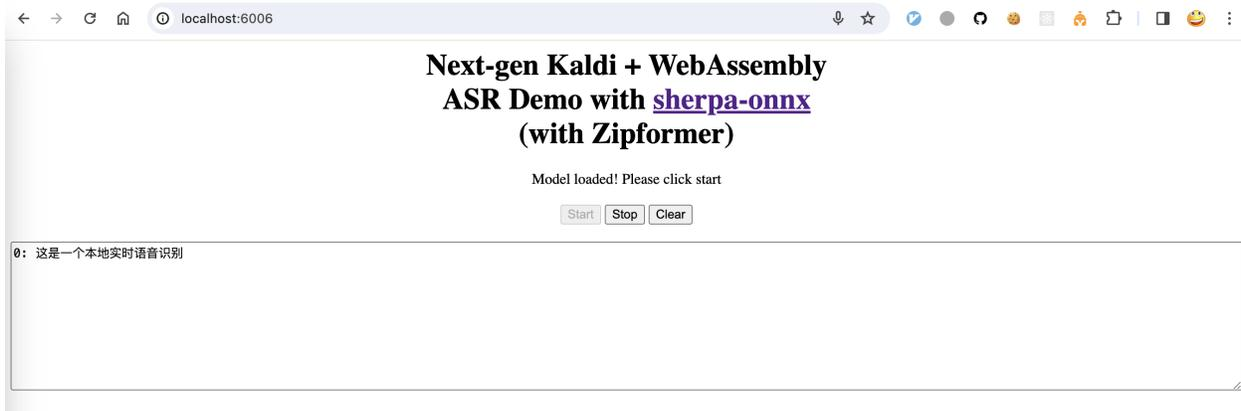 localhost:6006
Next-gen Kaldi + WebAssembly
ASR Demo with sherpa-onnx
(with Zipformer)
Model loaded! Please click start
Start Stop Clear
0: 这是一个本地实时语音识别